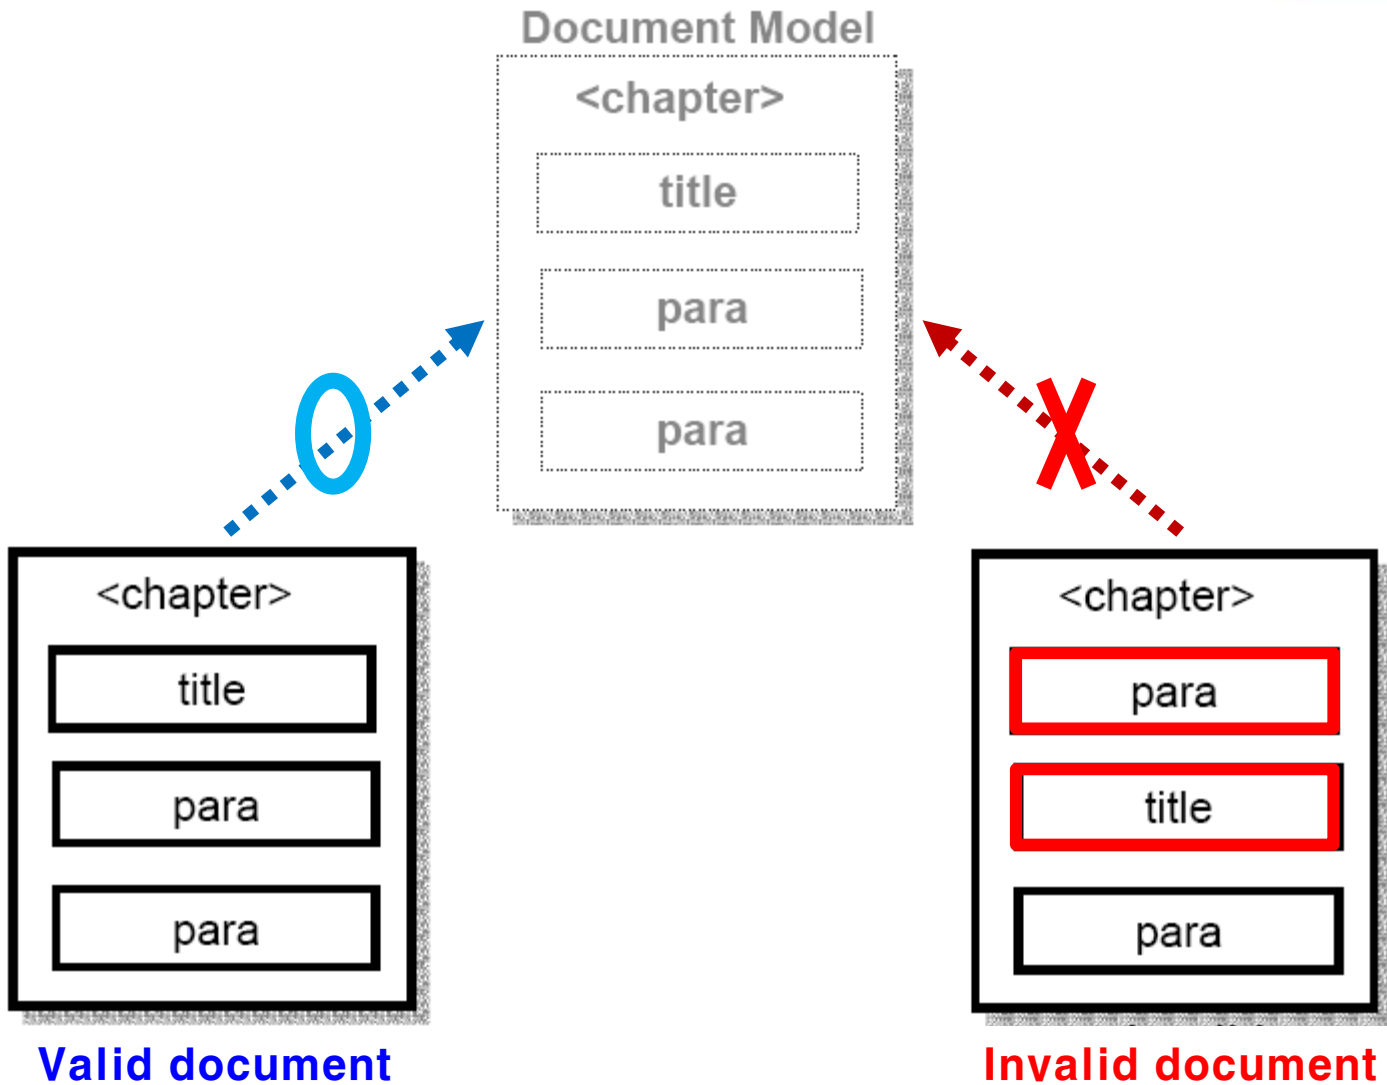 Document Model
<chapter>
title
para
para
<chapter>
title
para
para
Valid document
<chapter>
para
title
para
Invalid document